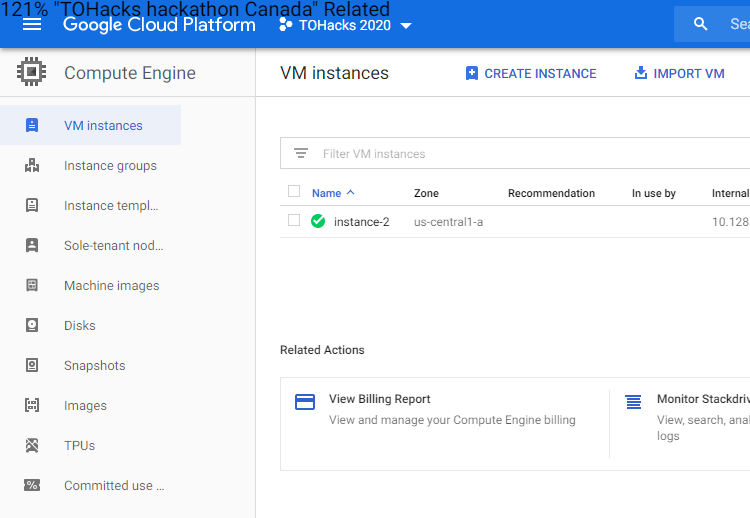 121% "TOHacks hackathon Canada" Related
Google Cloud Platform TOHacks 2020 Sea
Compute Engine VM instances CREATE INSTANCE IMPORT VM
VM instances
Instance groups
Instance templ...
Sole-tenant nod...
Machine images
Disks
Snapshots
Images
TPUs
Committed use ...
Filter VM instances
Name Zone Recommendation In use by Internal
instance-2 us-central1-a 10.128
Related Actions
View Billing Report
View and manage your Compute Engine billing
Monitor Stackdriv
View, search, anal
logs